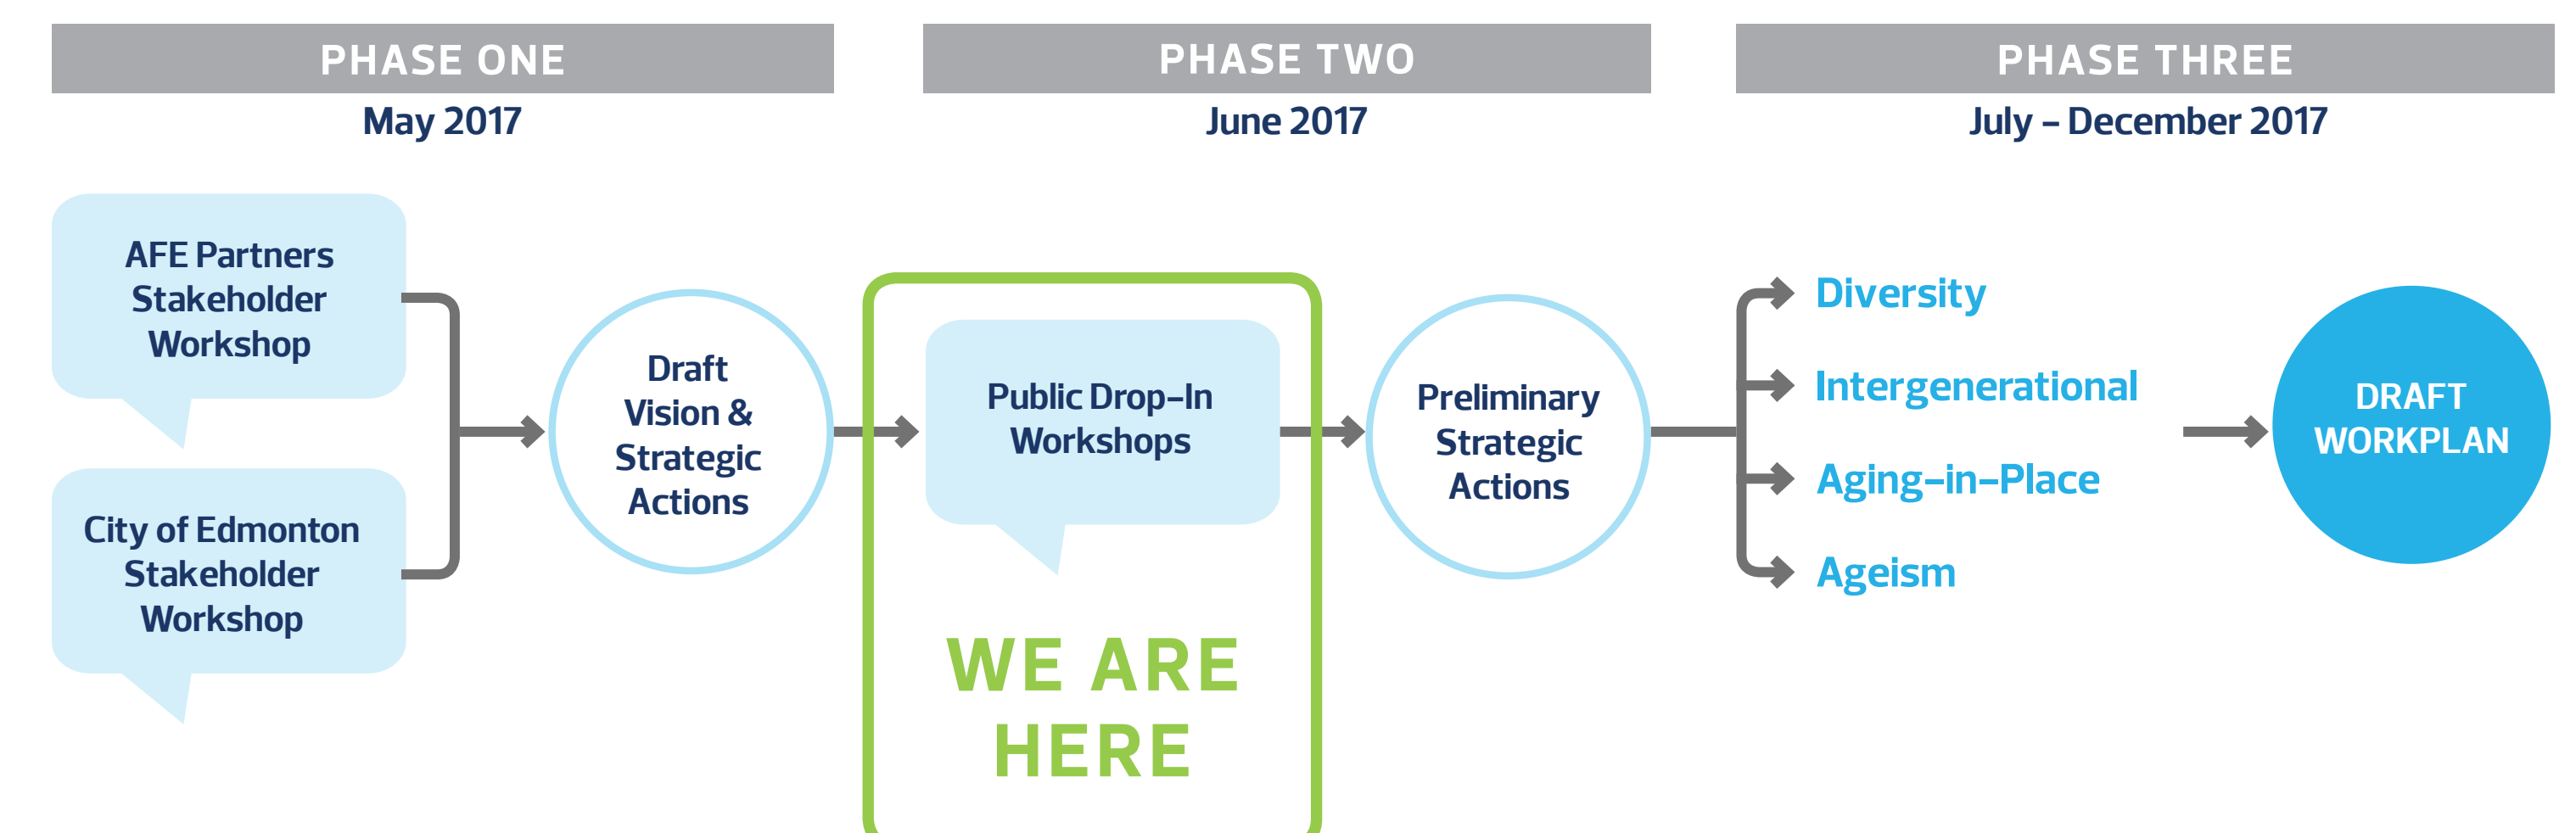 PHASE ONE
May 2017
AFE Partners
Stakeholder
Workshop
City of Edmonton
Stakeholder
Workshop
Draft
Vision &
Strategic
Actions
PHASE TWO
June 2017
Public Drop-In
Workshops
WE ARE
HERE
Preliminary
Strategic
Actions
PHASE THREE
July - December 2017
Diversity
Intergenerational
Aging-in-Place
Ageism
DRAFT
WORKPLAN